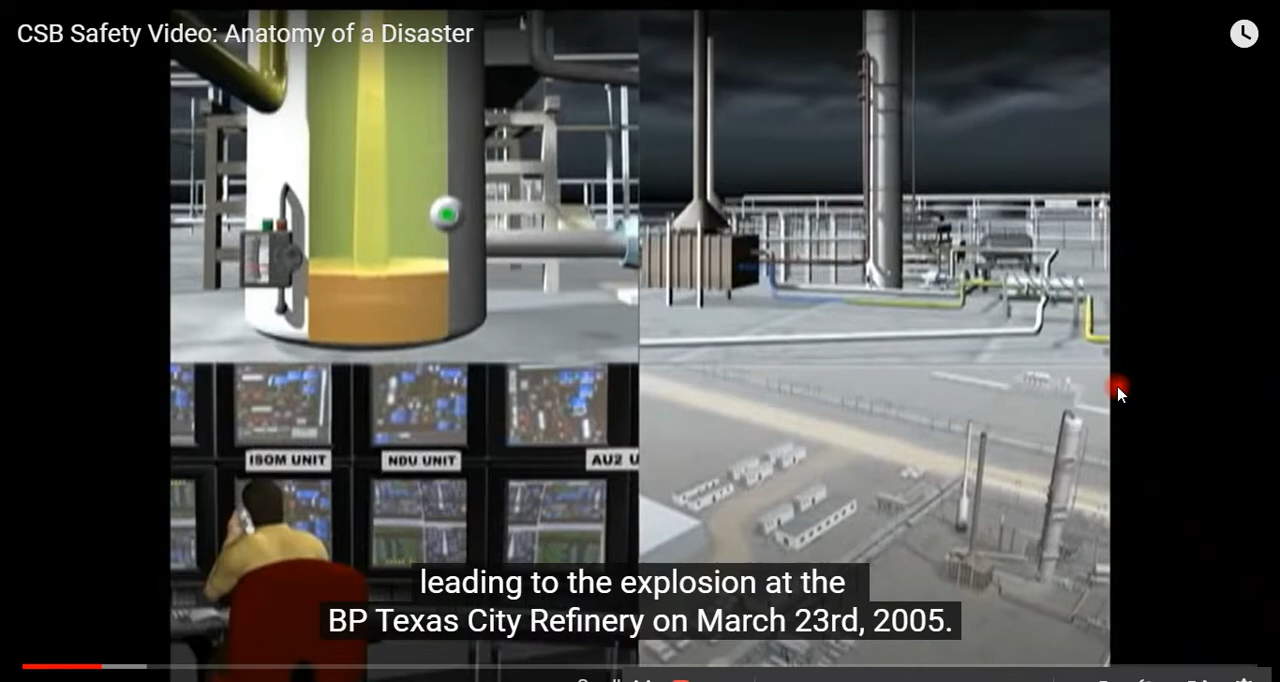 CSB Safety Video: Anatomy of a Disaster
ISOM UNIT
NDU UNIT
AU2 U
leading to the explosion at the
BP Texas City Refinery on March 23rd, 2005.